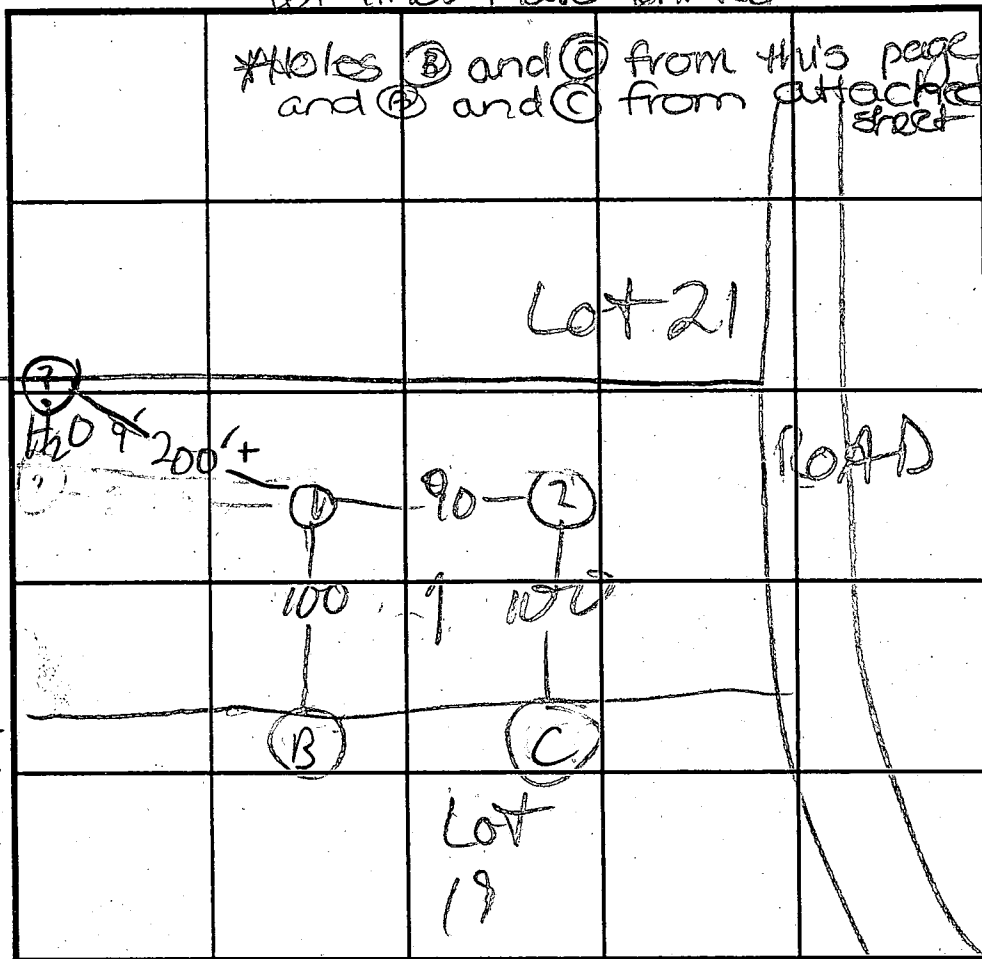 *Holes Ⓑ and Ⓒ from this page
and Ⓐ and Ⓒ from attached
sheet
Lot 21
H2O 9'
200'+
1
90
2
ROAD
100
100
B
C
Lot